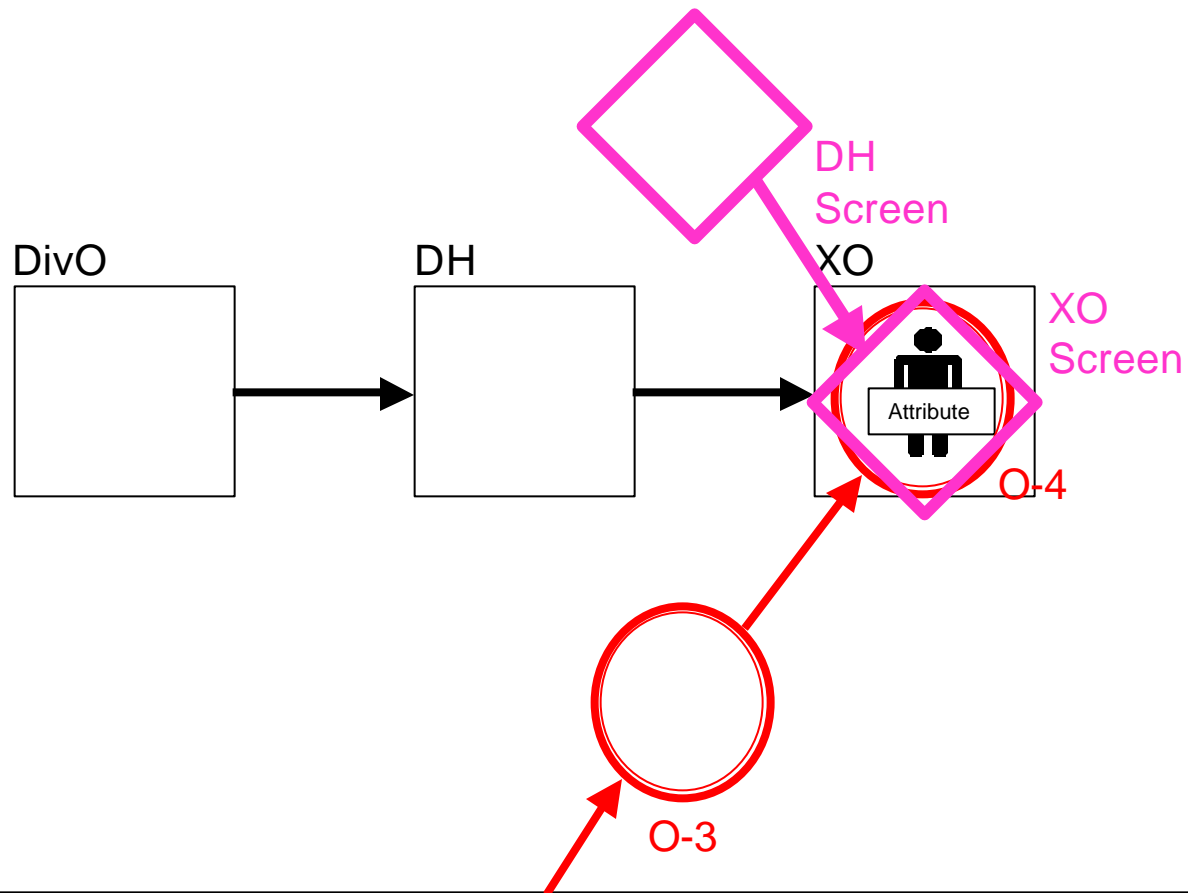 DH
Screen
DivO
DH
XO
XO
Screen
Attribute
O-4
O-3